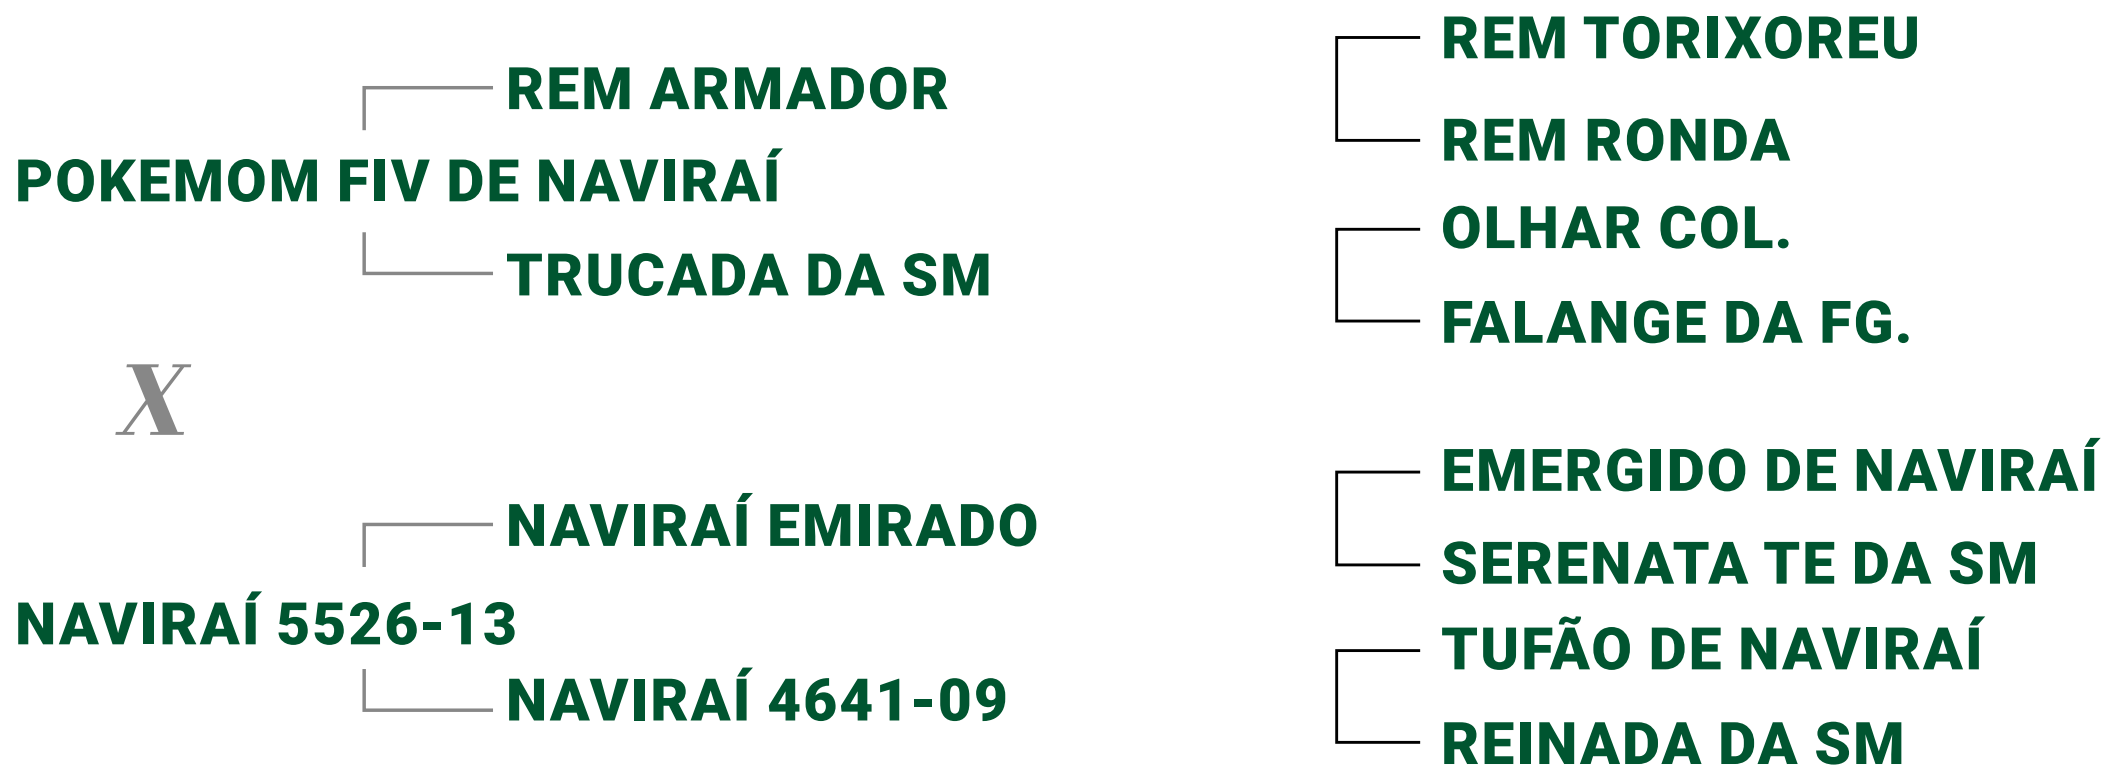 REM ARMADOR
POKEMOM FIV DE NAVIRAÍ
TRUCADA DA SM
REM TORIXOREU
REM RONDA
OLHAR COL.
FALANGE DA FG.
X
NAVIRAÍ EMIRADO
NAVIRAÍ 5526-13
NAVIRAÍ 4641-09
EMERGIDO DE NAVIRAÍ
SERENATA TE DA SM
TUFÃO DE NAVIRAÍ
REINADA DA SM